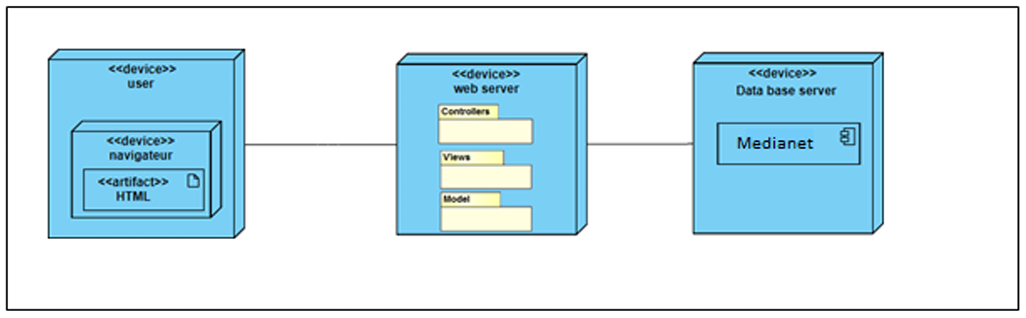 <<device>>
user
<<device>>
navigateur
<<artifact>>
HTML
<<device>>
web server
Controllers
Views
Model
<<device>>
Data base server
Medianet